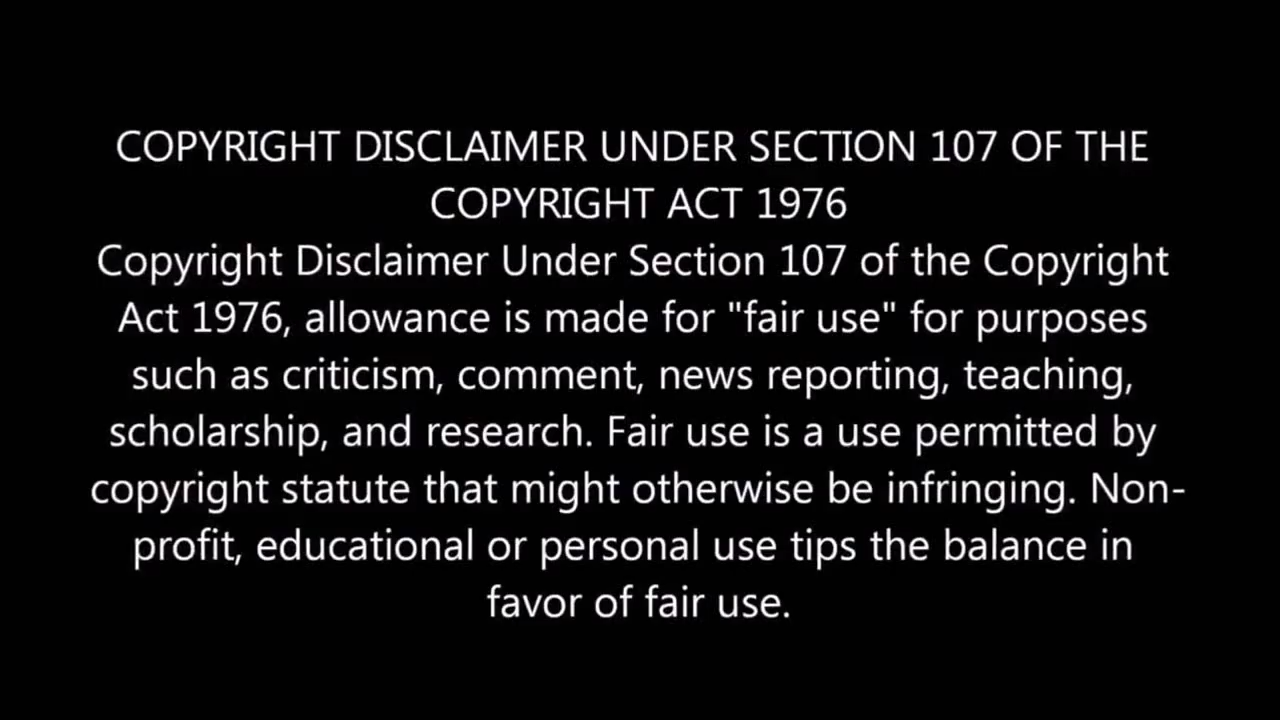 COPYRIGHT DISCLAIMER UNDER SECTION 107 OF THE
COPYRIGHT ACT 1976
Copyright Disclaimer Under Section 107 of the Copyright
Act 1976, allowance is made for "fair use" for purposes
such as criticism, comment, news reporting, teaching,
scholarship, and research. Fair use is a use permitted by
copyright statute that might otherwise be infringing. Non-
profit, educational or personal use tips the balance in
favor of fair use.